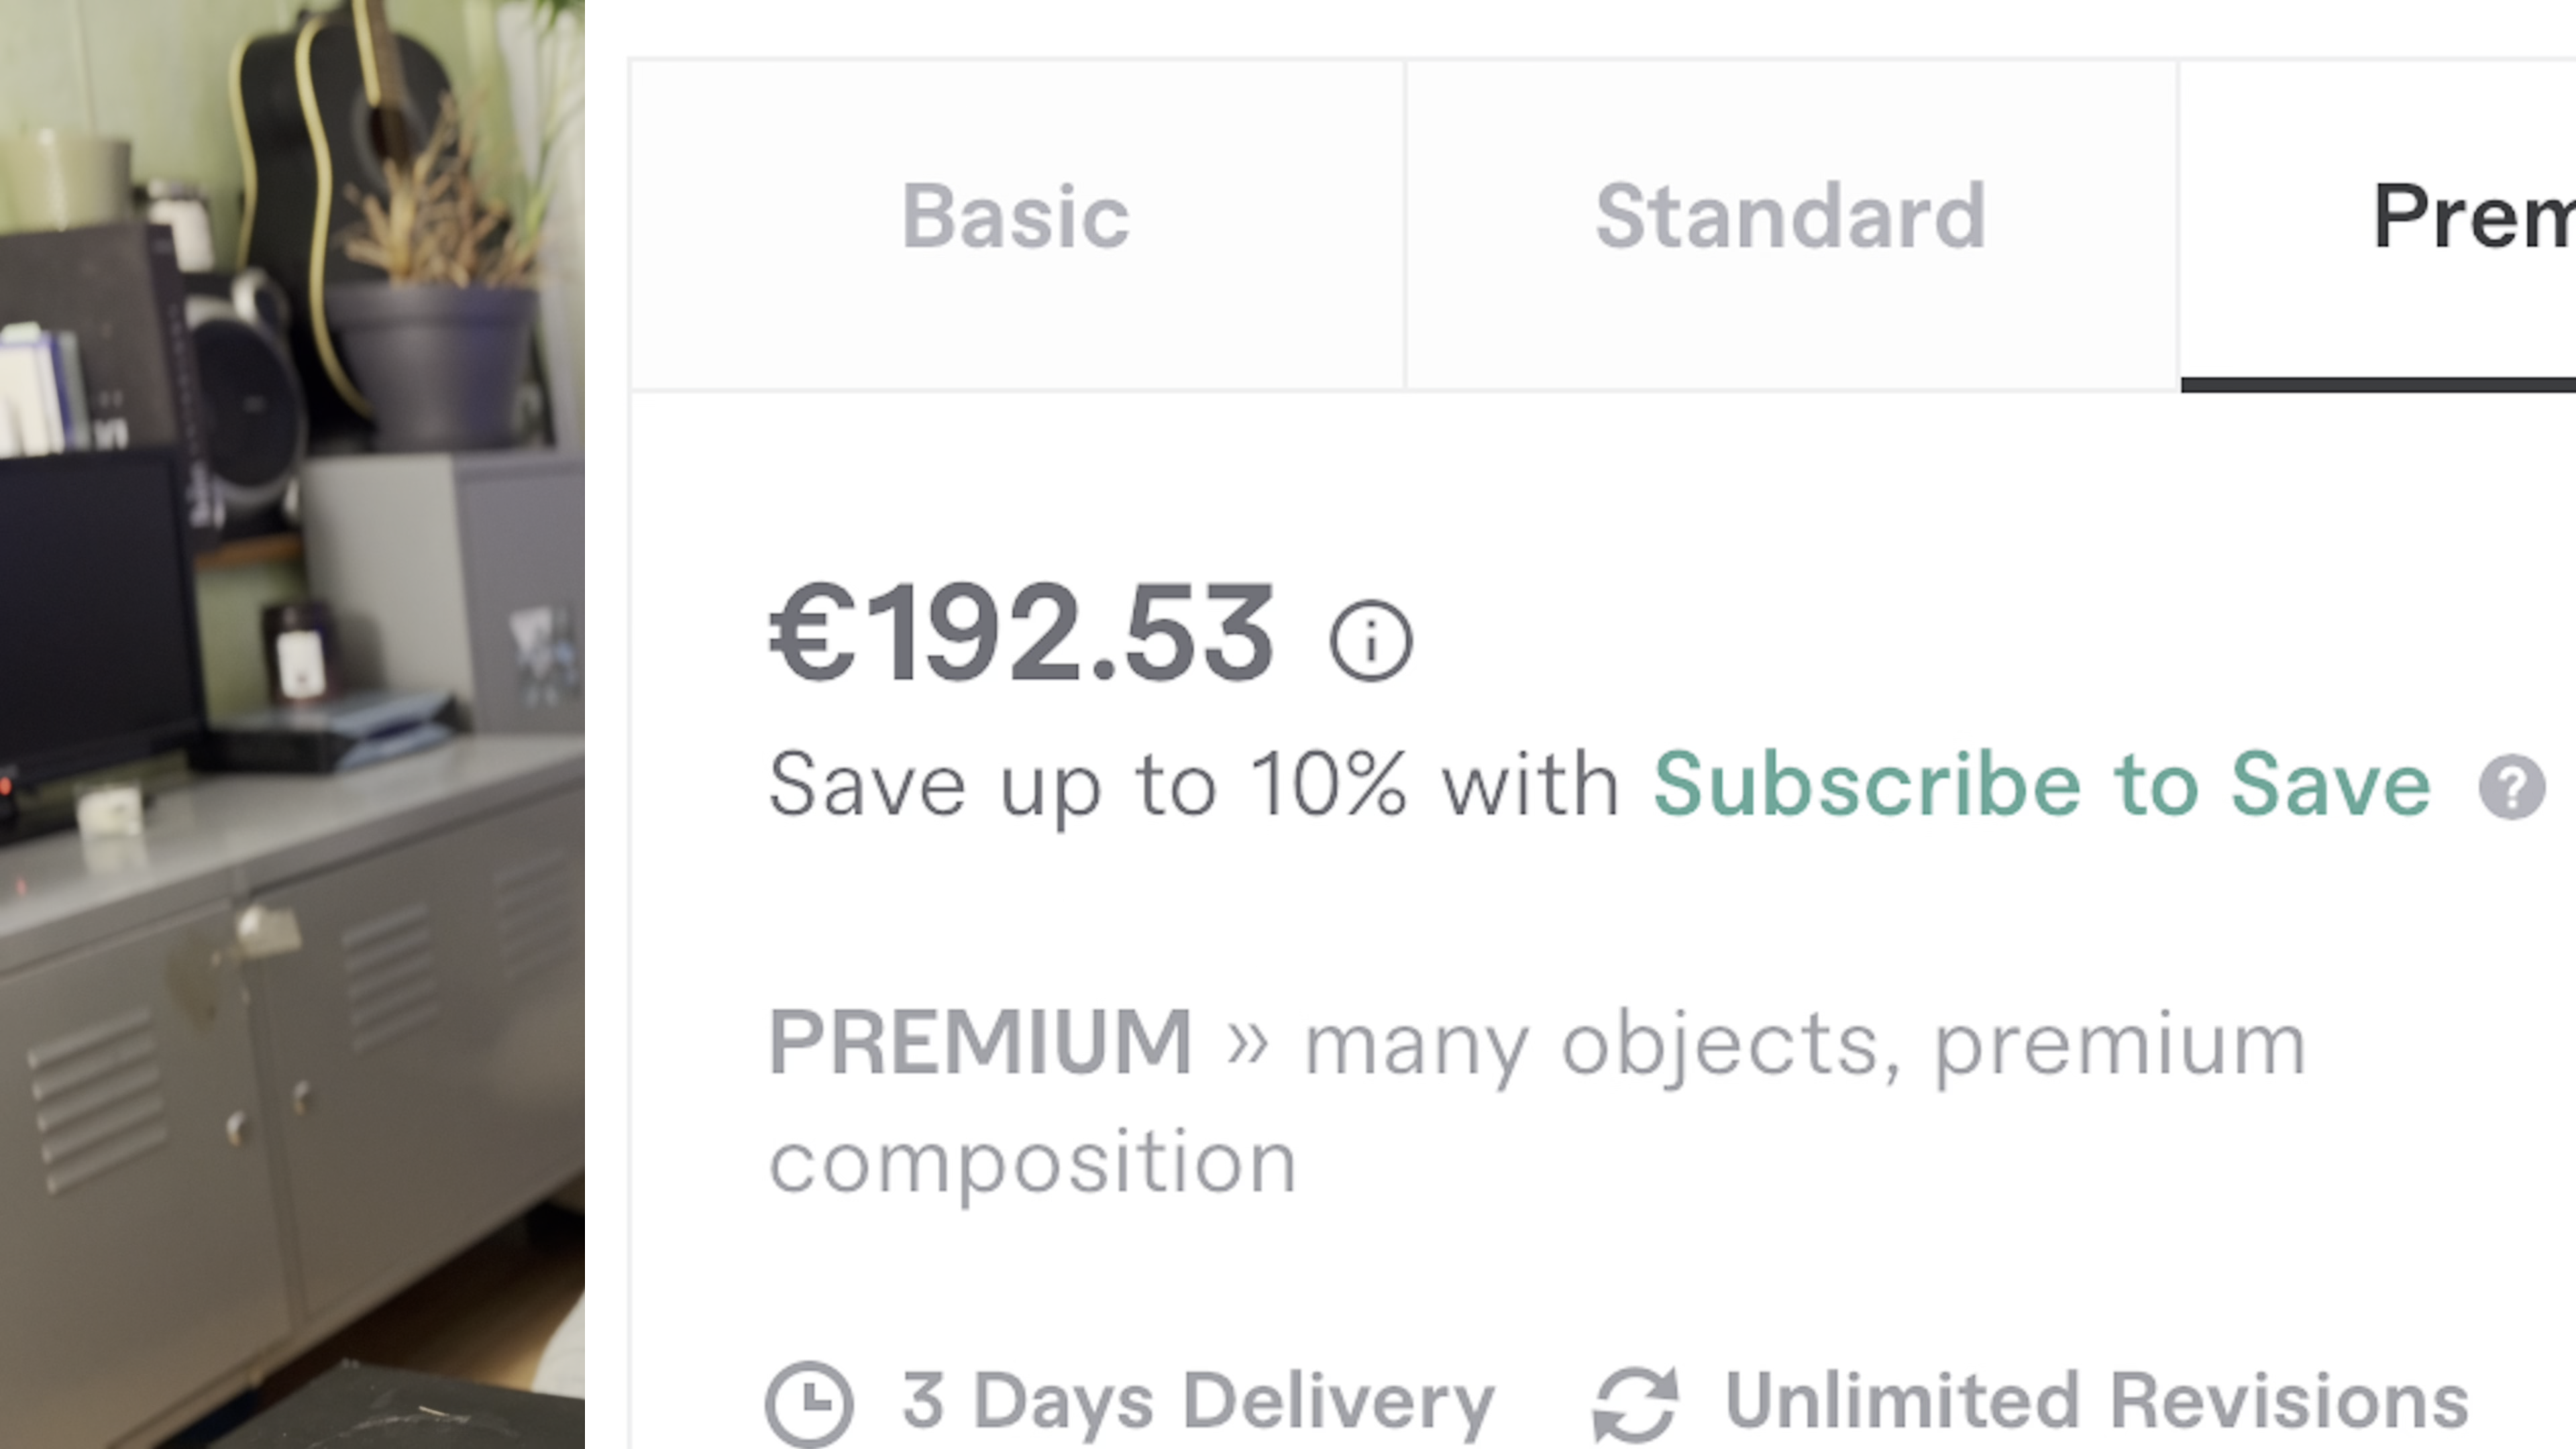 Basic
Standard
Prem
€192.53
Save up to 10% with Subscribe to Save
PREMIUM » many objects, premium
composition
3 Days Delivery
Unlimited Revisions